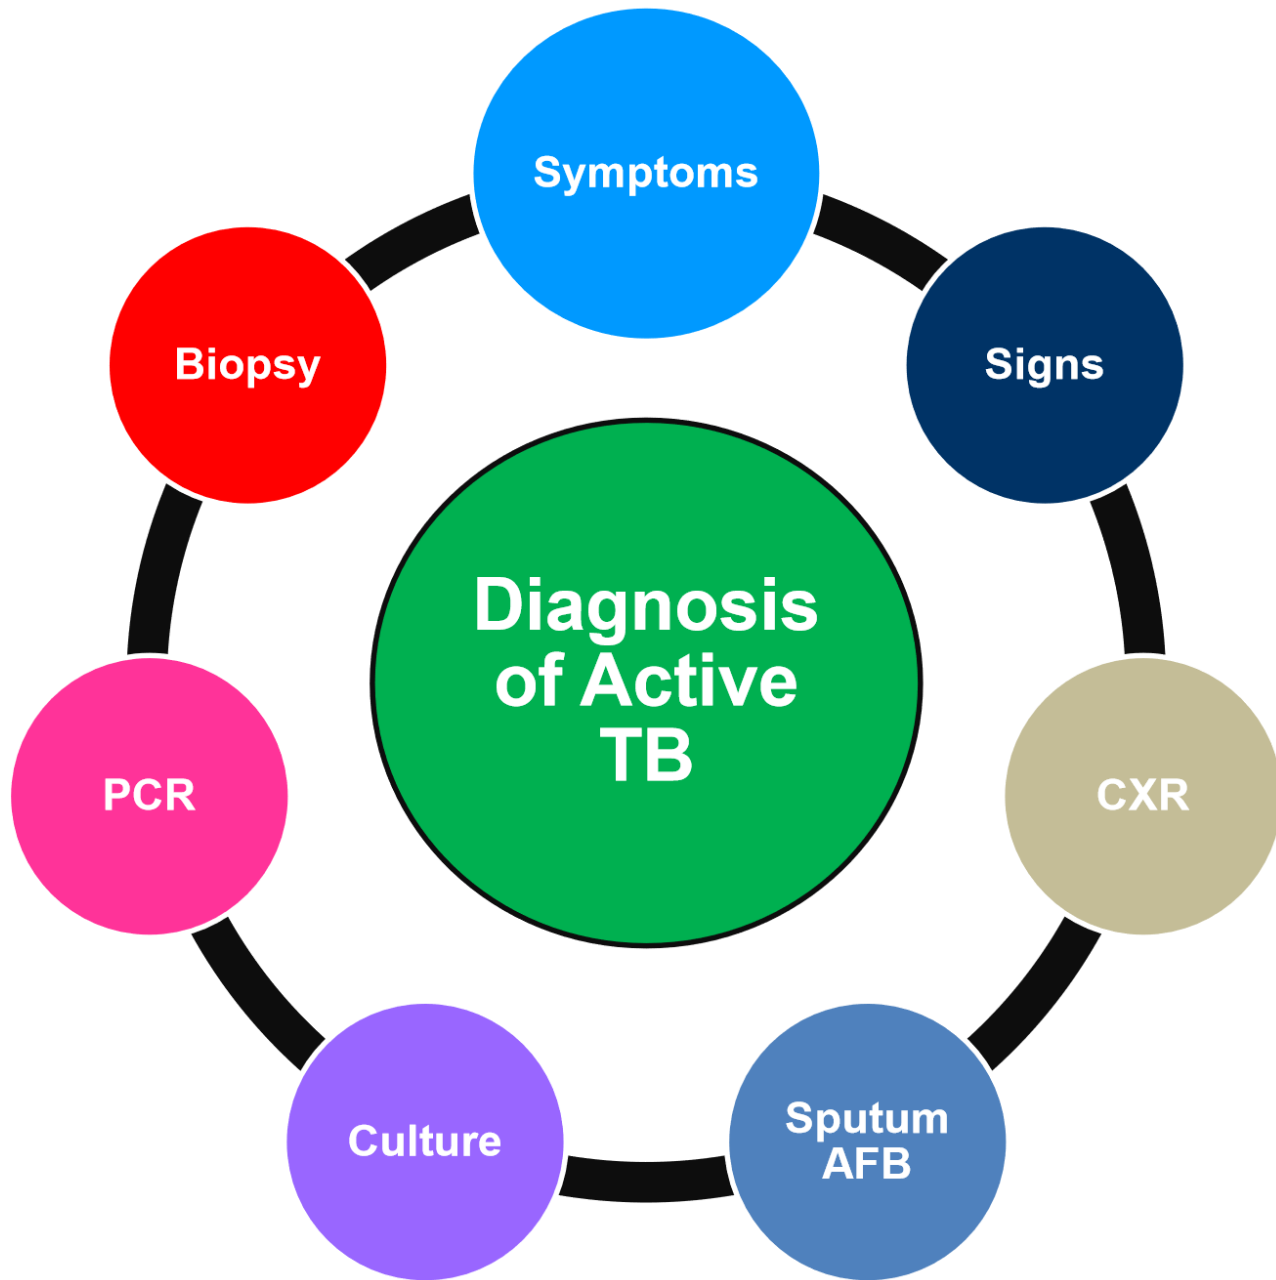 Symptoms
Signs
CXR
Sputum
AFB
Culture
PCR
Biopsy
Diagnosis
of Active
TB